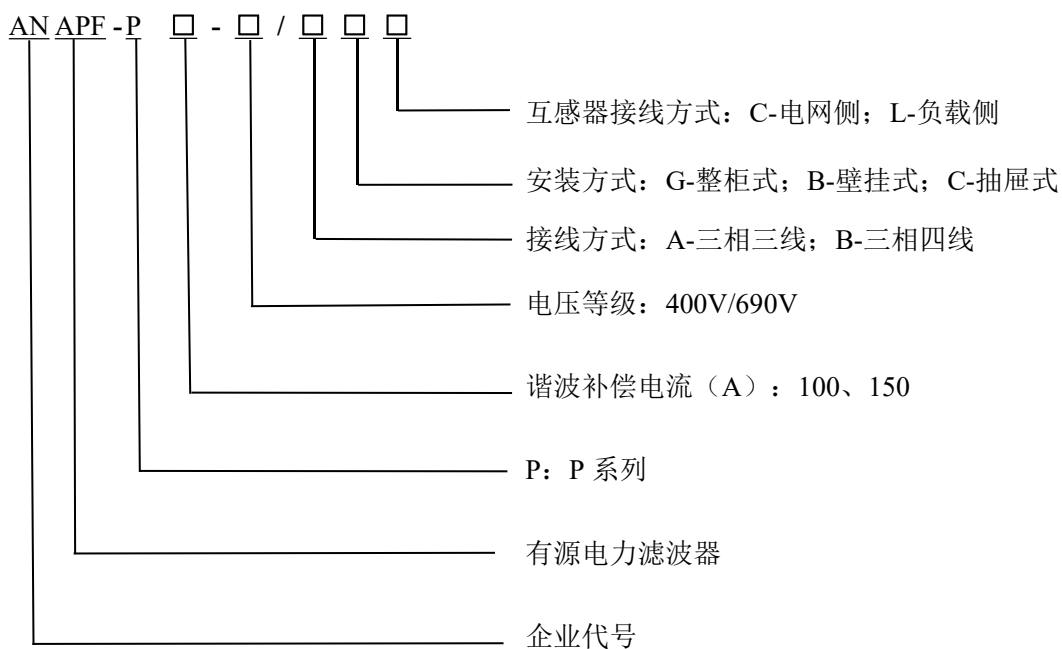 AN APF -P □ - □ / □ □ □
互感器接线方式：C-电网侧；L-负载侧
安装方式：G-整柜式；B-壁挂式；C-抽屉式
接线方式：A-三相三线；B-三相四线
电压等级：400V/690V
谐波补偿电流（A）：100、150
P：P 系列
有源电力滤波器
企业代号